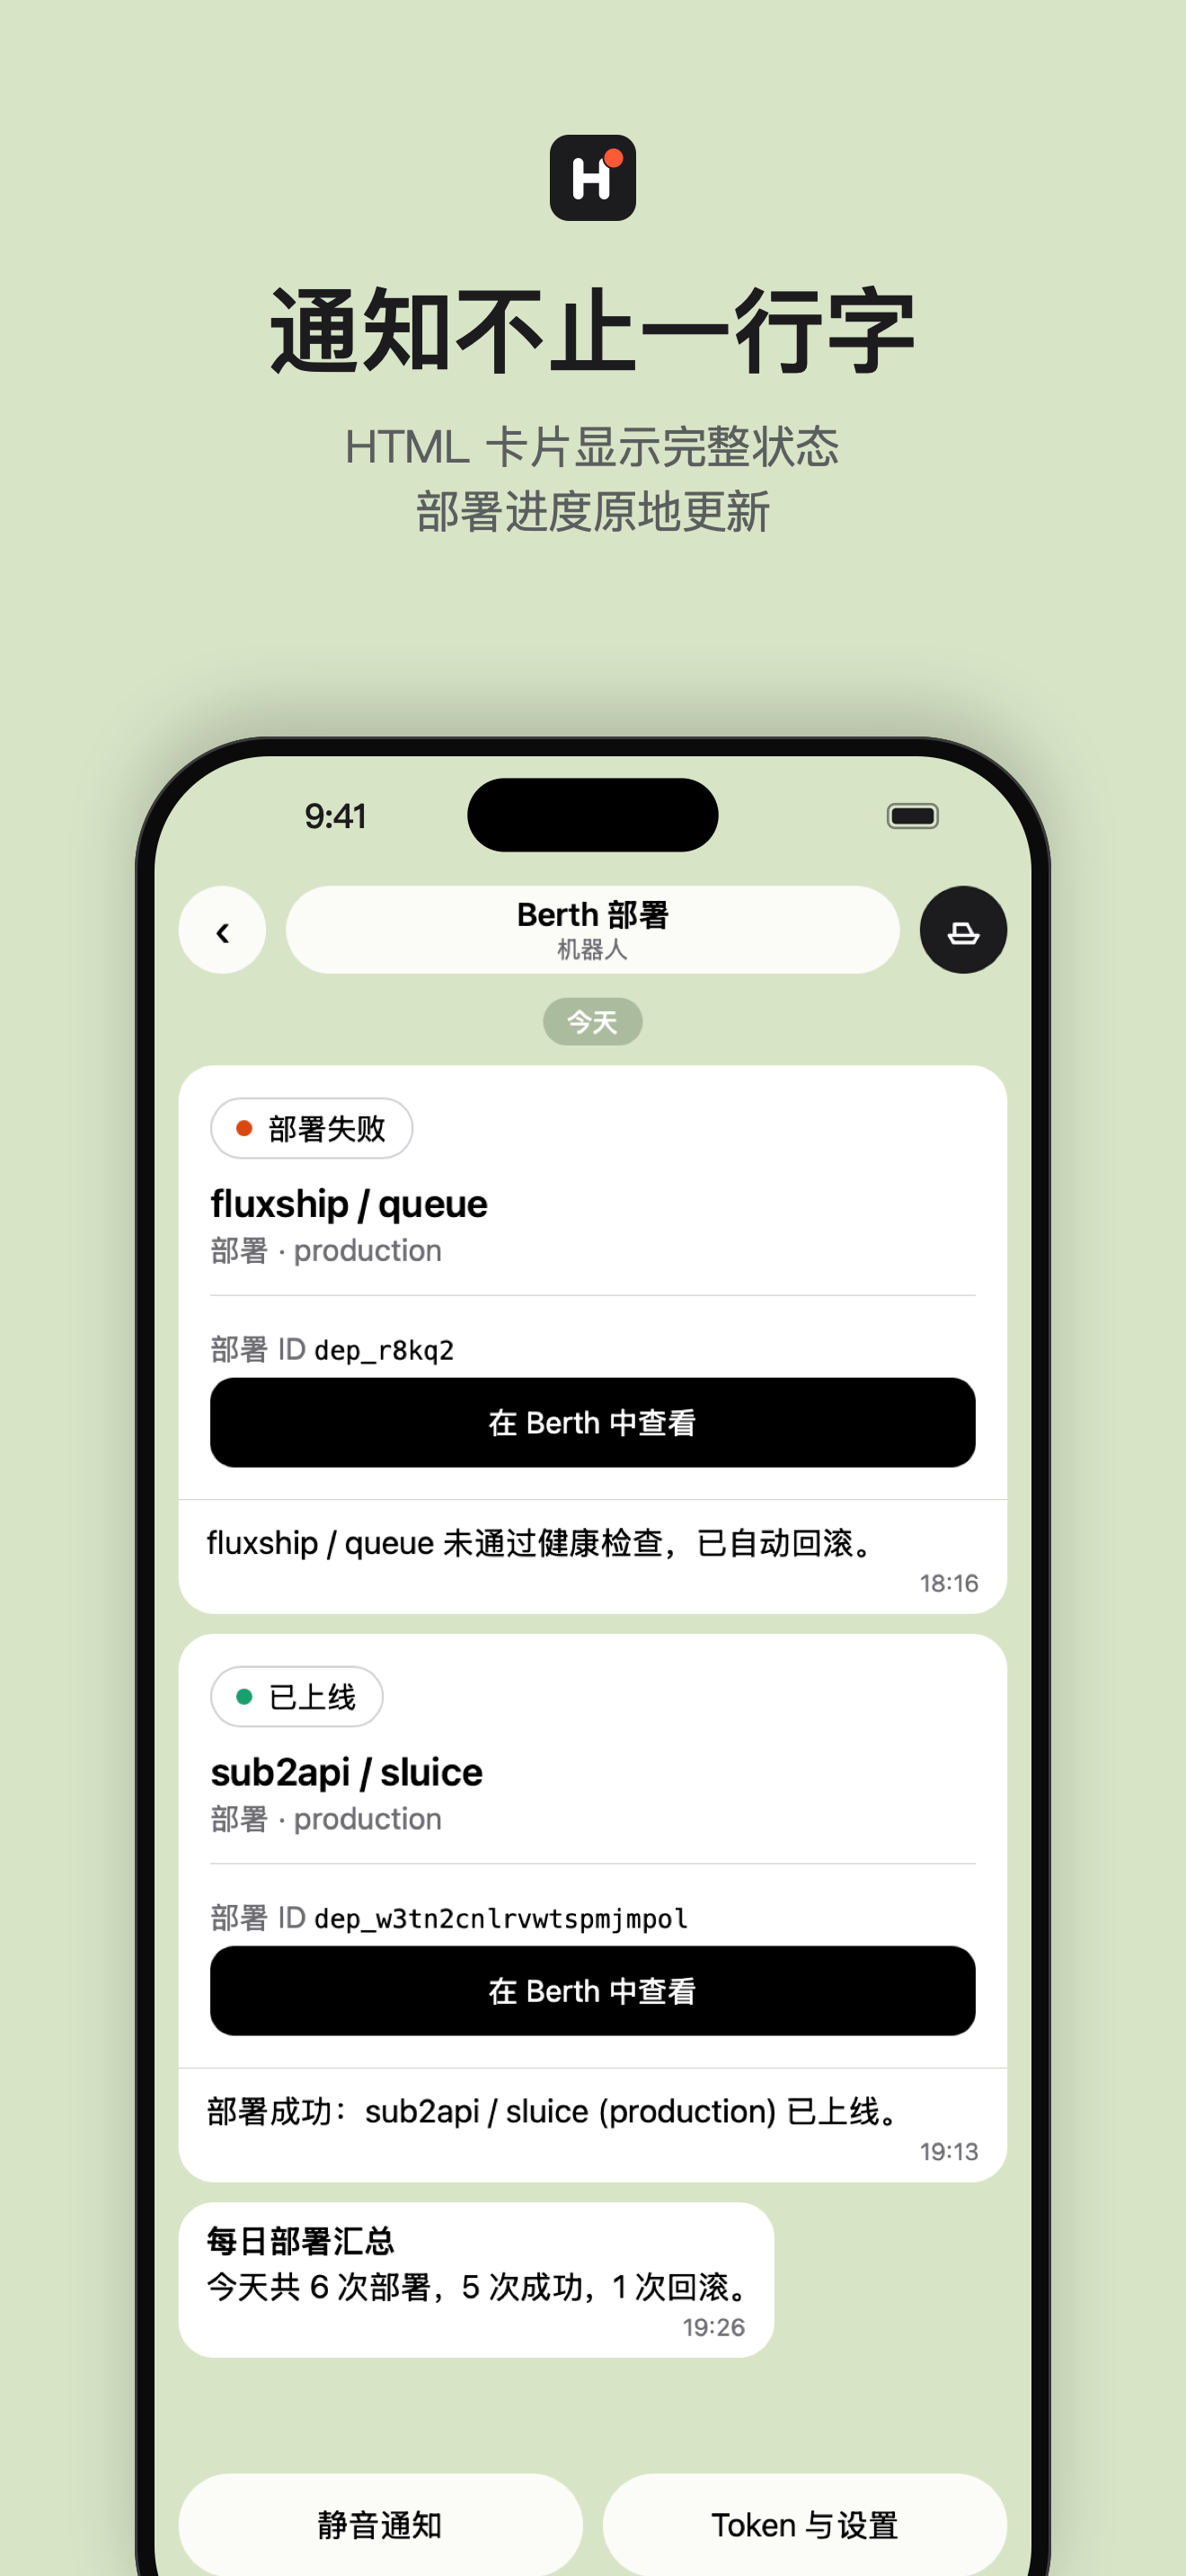 H
通知不止一行字
HTML 卡片显示完整状态
部署进度原地更新
9:41
‹
Berth 部署
机器人
今天
部署失败
fluxship / queue
部署 · production
部署 ID dep_r8kq2
在 Berth 中查看
fluxship / queue 未通过健康检查，已自动回滚。
18:16
已上线
sub2api / sluice
部署 · production
部署 ID dep_w3tn2cnlrvwtspmjmpol
在 Berth 中查看
部署成功：sub2api / sluice (production) 已上线。
19:13
每日部署汇总
今天共 6 次部署，5 次成功，1 次回滚。
19:26
静音通知
Token 与设置